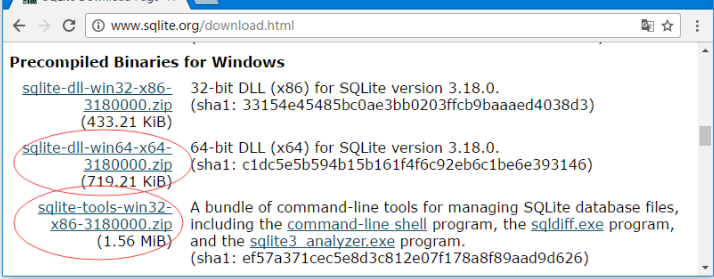 www.sqlite.org/download.html
Precompiled Binaries for Windows
sqlite-dll-win32-x86-
3180000.zip
(433.21 KiB)
32-bit DLL (x86) for SQLite version 3.18.0.
(sha1: 33154e45485bc0ae3bb0203ffcb9baaaed4038d3)
sqlite-dll-win64-x64-
3180000.zip
(719.21 KiB)
64-bit DLL (x64) for SQLite version 3.18.0.
(sha1: c1dc5e5b594b15b161f4f6c92eb6c1be6e393146)
sqlite-tools-win32-
x86-3180000.zip
(1.56 MiB)
A bundle of command-line tools for managing SQLite database files,
including the command-line shell program, the sqldiff.exe program,
and the sqlite3_analyzer.exe program.
(sha1: ef57a371cec5e8d3c812e07f178a8f89aad9d626)